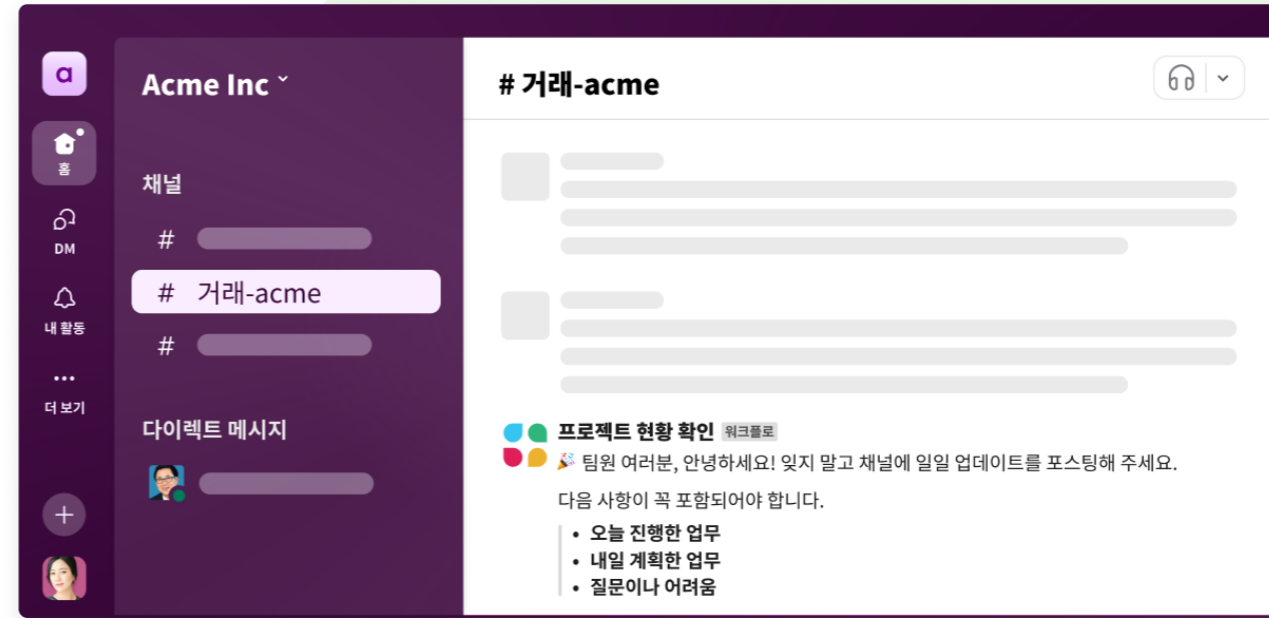 a
Acme Inc
# 거래-acme
홈
채널
DM
#
# 거래-acme
내 활동
#
더 보기
다이렉트 메시지
프로젝트 현황 확인 워크플로
🎉 팀원 여러분, 안녕하세요! 잊지 말고 채널에 일일 업데이트를 포스팅해 주세요.
다음 사항이 꼭 포함되어야 합니다.
• 오늘 진행한 업무
• 내일 계획한 업무
• 질문이나 어려움